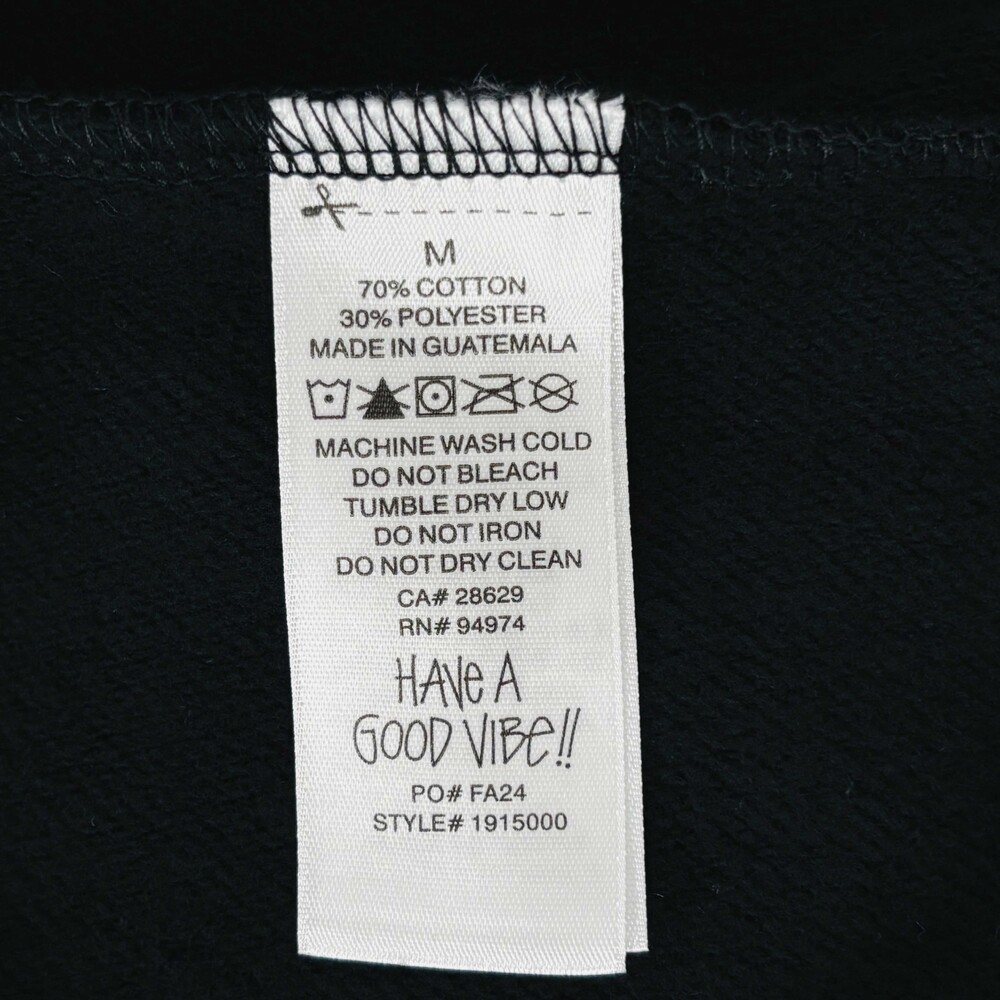 M
70% COTTON
30% POLYESTER
MADE IN GUATEMALA
MACHINE WASH COLD
DO NOT BLEACH
TUMBLE DRY LOW
DO NOT IRON
DO NOT DRY CLEAN
CA# 28629
RN# 94974
HAVe A
GOOD VIBe!!
PO# FA24
STYLE# 1915000